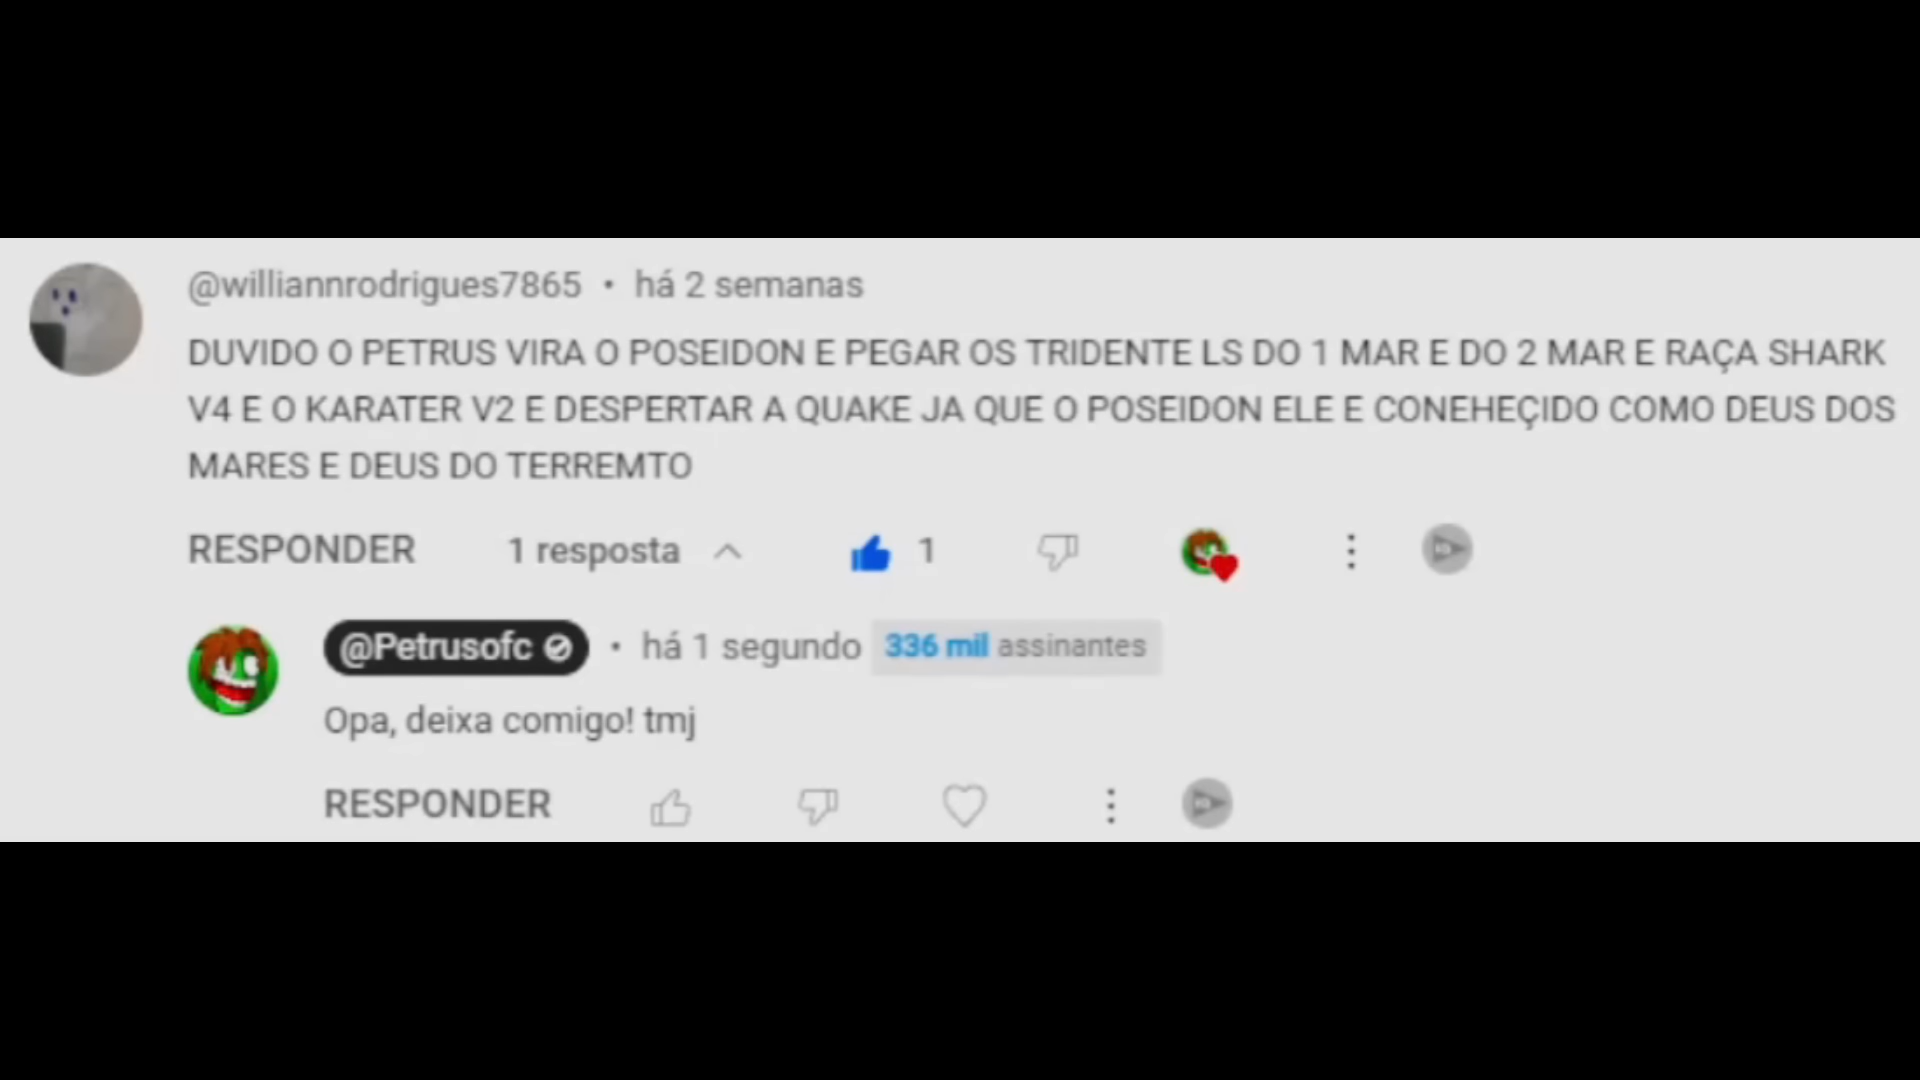 @williannrodrigues7865 • há 2 semanas
DUVIDO O PETRUS VIRA O POSEIDON E PEGAR OS TRIDENTE LS DO 1 MAR E DO 2 MAR E RAÇA SHARK
V4 E O KARATER V2 E DESPERTAR A QUAKE JA QUE O POSEIDON ELE E CONEHEÇIDO COMO DEUS DOS
MARES E DEUS DO TERREMTO
RESPONDER 1 resposta 1
@Petrusofc • há 1 segundo 336 mil assinantes
Opa, deixa comigo! tmj
RESPONDER